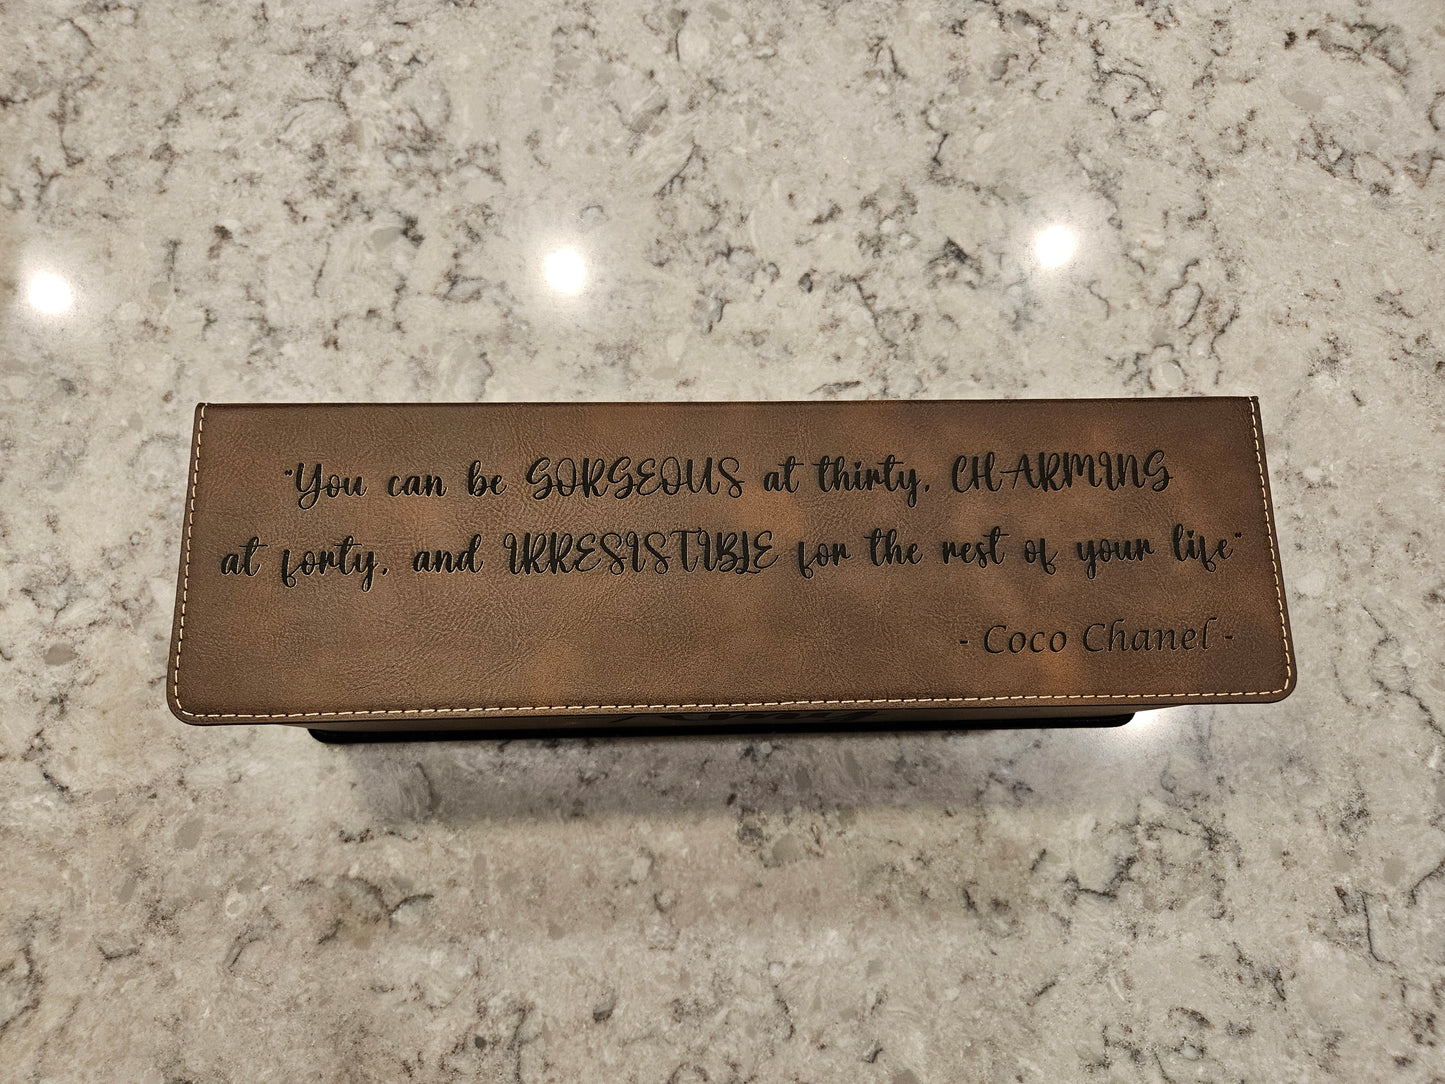 "You can be GORGEOUS at thirty, CHARMING
at forty, and IRRESISTIBLE for the rest of your life"
- Coco Chanel -